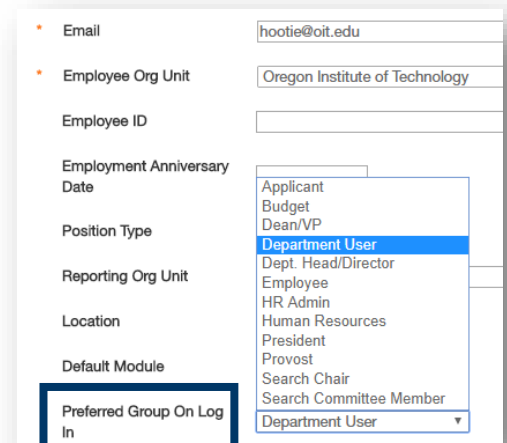 * Email hootie@oit.edu
* Employee Org Unit Oregon Institute of Technology
Employee ID
Employment Anniversary
Date
Applicant
Budget
Dean/VP
Position Type
Department User
Dept. Head/Director
Reporting Org Unit
Employee
HR Admin
Location
Human Resources
President
Default Module
Provost
Search Chair
Search Committee Member
Preferred Group On Log
In
Department User